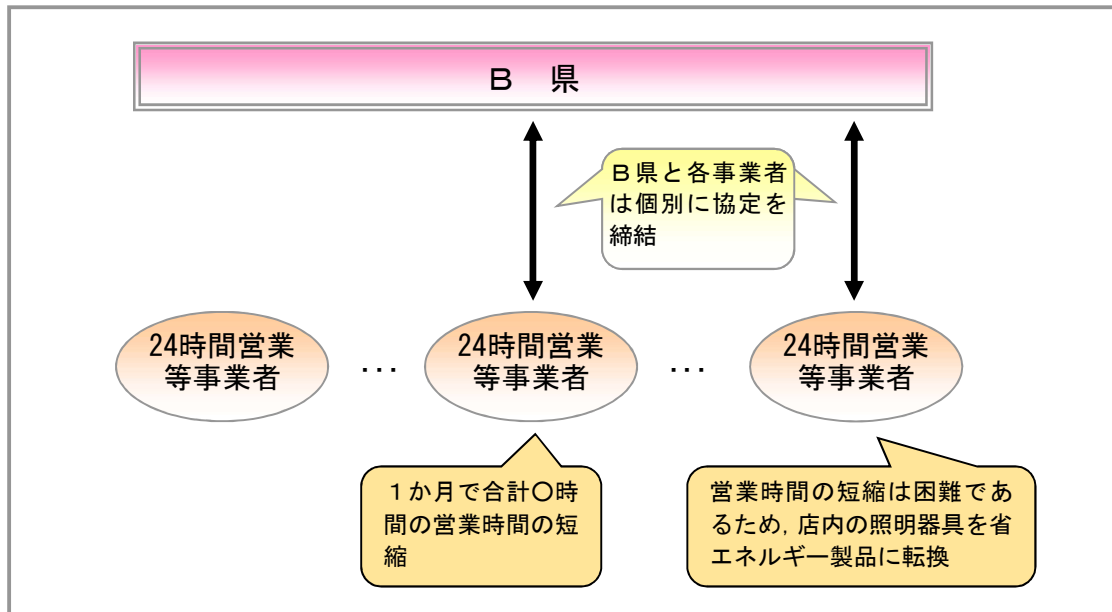 Ｂ　県
Ｂ県と各事業者
は個別に協定を
締結
24時間営業
等事業者
…
24時間営業
等事業者
…
24時間営業
等事業者
１か月で合計〇時
間の営業時間の短
縮
営業時間の短縮は困難であ
るため，店内の照明器具を省
エネルギー製品に転換